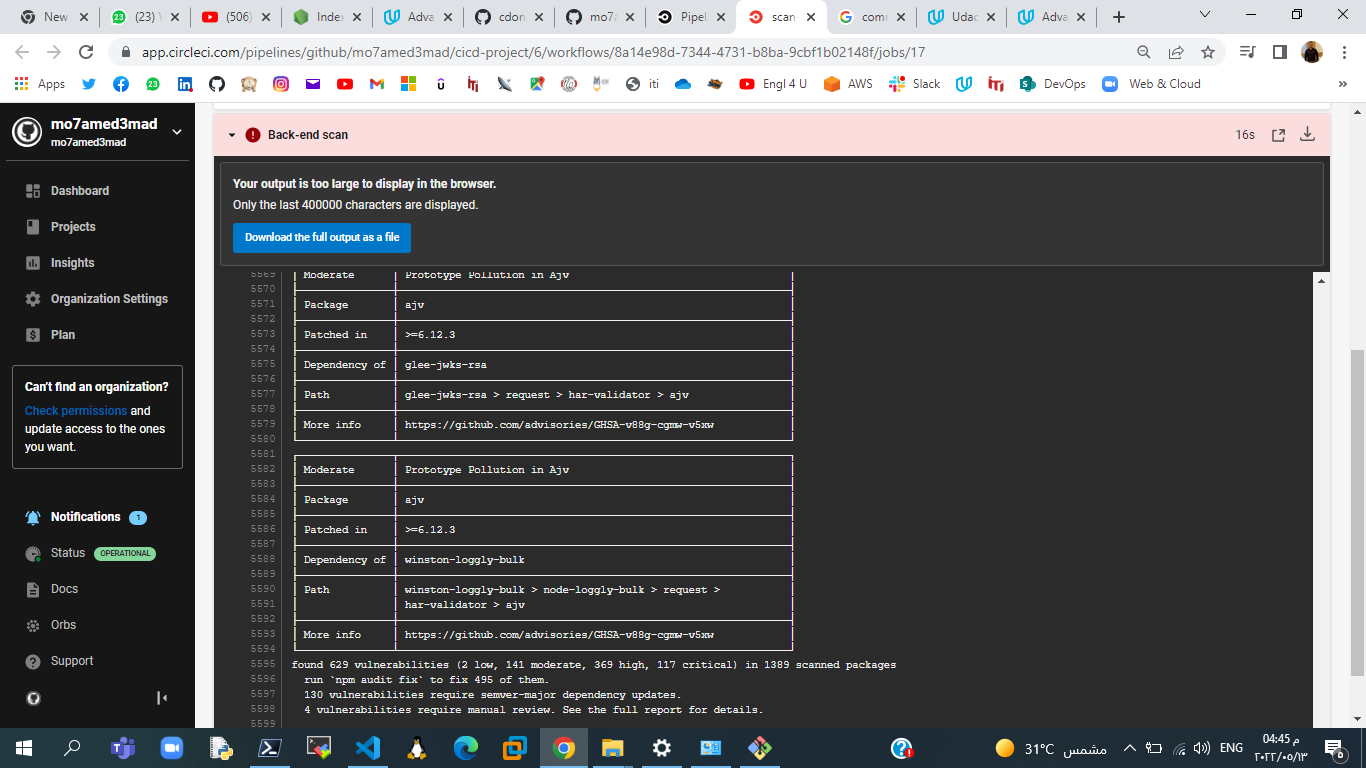 New
(23) \
(506)
Index
Adva
cdon
mo7a
Pipel
scan
com
Udac
Adva
app.circleci.com/pipelines/github/mo7amed3mad/cicd-project/6/workflows/8a14e98d-7344-4731-b8ba-9cbf1b02148f/jobs/17
Apps
23
iti
Engl 4 U
AWS
Slack
DevOps
Web & Cloud
mo7amed3mad
mo7amed3mad
Dashboard
Projects
Insights
Organization Settings
Plan
Can't find an organization?
Check permissions and
update access to the ones
you want.
Notifications 1
Status OPERATIONAL
Docs
Orbs
Support
Back-end scan 16s
Your output is too large to display in the browser.
Only the last 400000 characters are displayed.
Download the full output as a file
5569 Moderate Prototype Pollution in Ajv
5570
5571 Package ajv
5572
5573 Patched in >=6.12.3
5574
5575 Dependency of glee-jwks-rsa
5576
5577 Path glee-jwks-rsa > request > har-validator > ajv
5578
5579 More info https://github.com/advisories/GHSA-v88g-cgmw-v5xw
5580
5581
5582 Moderate Prototype Pollution in Ajv
5583
5584 Package ajv
5585
5586 Patched in >=6.12.3
5587
5588 Dependency of winston-loggly-bulk
5589
5590 Path winston-loggly-bulk > node-loggly-bulk > request >
5591 har-validator > ajv
5592
5593 More info https://github.com/advisories/GHSA-v88g-cgmw-v5xw
5594
5595 found 629 vulnerabilities (2 low, 141 moderate, 369 high, 117 critical) in 1389 scanned packages
5596 run `npm audit fix` to fix 495 of them.
5597 130 vulnerabilities require semver-major dependency updates.
5598 4 vulnerabilities require manual review. See the full report for details.
5599
31°C مشمس
ENG
04:45 م
٢٠٢٢/٠٥/١٣